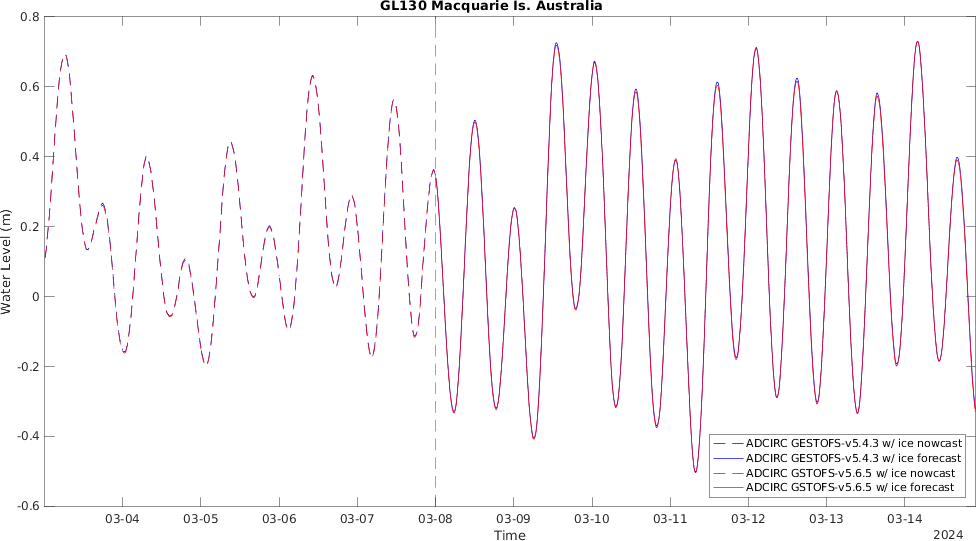 GL130 Macquarie Is. Australia
0.8
0.6
0.4
0.2
0
-0.2
-0.4
-0.6
Water Level (m)
ADCIRC GESTOFS-v5.4.3 w/ ice nowcast
ADCIRC GESTOFS-v5.4.3 w/ ice forecast
ADCIRC GSTOFS-v5.6.5 w/ ice nowcast
ADCIRC GSTOFS-v5.6.5 w/ ice forecast
03-04 03-05 03-06 03-07 03-08 03-09 03-10 03-11 03-12 03-13 03-14
Time
2024